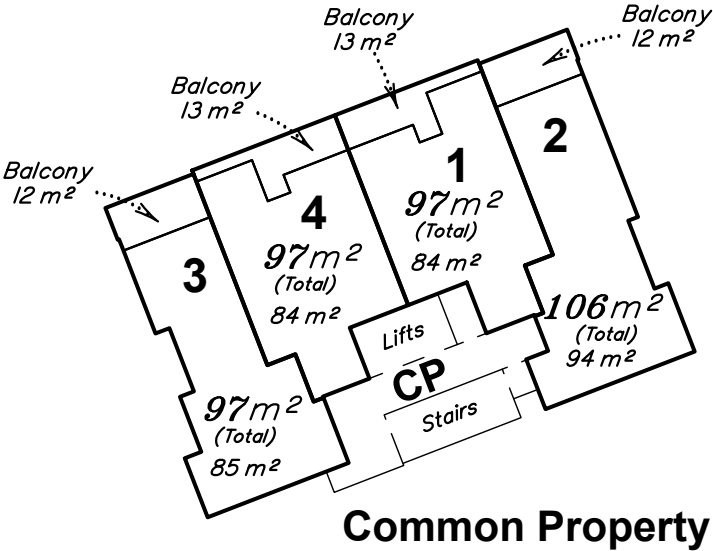 Balcony
13 m²
Balcony
12 m²
Balcony
13 m²
Balcony
12 m²
2
1
97m²
(Total)
84 m²
4
97m²
(Total)
84 m²
3
106m²
(Total)
94 m²
Lifts
CP
Stairs
97m²
(Total)
85 m²
Common Property